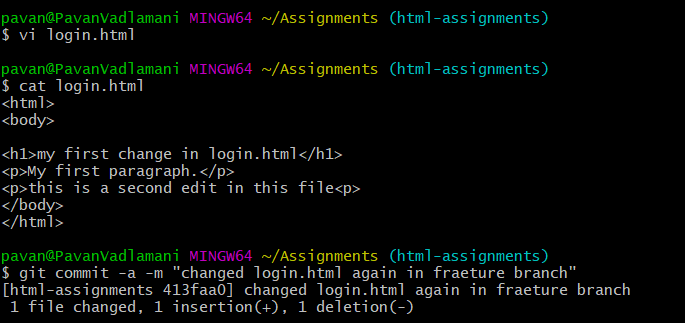 pavan@PavanVadlamani MINGW64 ~/Assignments (html-assignments)
$ vi login.html
pavan@PavanVadlamani MINGW64 ~/Assignments (html-assignments)
$ cat login.html
<html>
<body>
<h1>my first change in login.html</h1>
<p>My first paragraph.</p>
<p>this is a second edit in this file<p>
</body>
</html>
pavan@PavanVadlamani MINGW64 ~/Assignments (html-assignments)
$ git commit -a -m "changed login.html again in fraeture branch"
[html-assignments 413faa0] changed login.html again in fraeture branch
1 file changed, 1 insertion(+), 1 deletion(-)